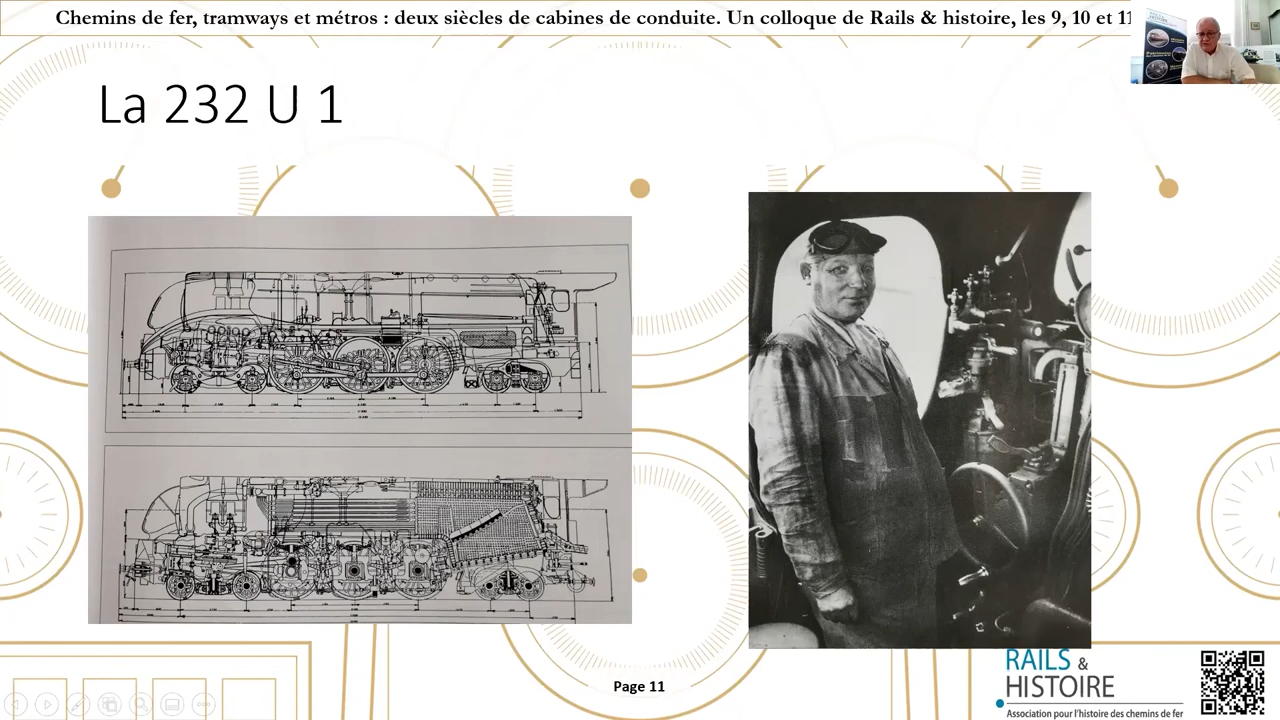 Chemins de fer, tramways et métros : deux siècles de cabines de conduite. Un colloque de Rails & histoire, les 9, 10 et 11
La 232 U 1
Page 11
RAILS &
HISTOIRE
Association pour l'histoire des chemins de fer